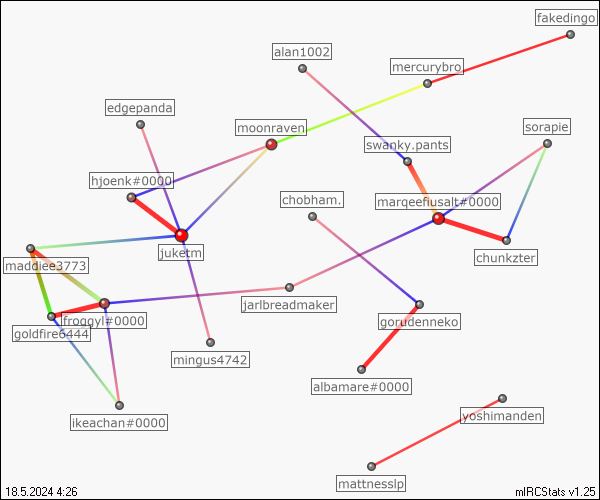 fakedingo
alan1002
mercurybro
edgepanda
moonraven
sorapie
swanky.pants
hjoenk#0000
chobham.
marqeefiusalt#0000
juketm
chunkzter
maddiee3773
jarlbreadmaker
froggyl#0000
gorudenneko
goldfire6444
mingus4742
albamare#0000
yoshimanden
ikeachan#0000
mattnesslp
18.5.2024 4:26
mIRCStats v1.25